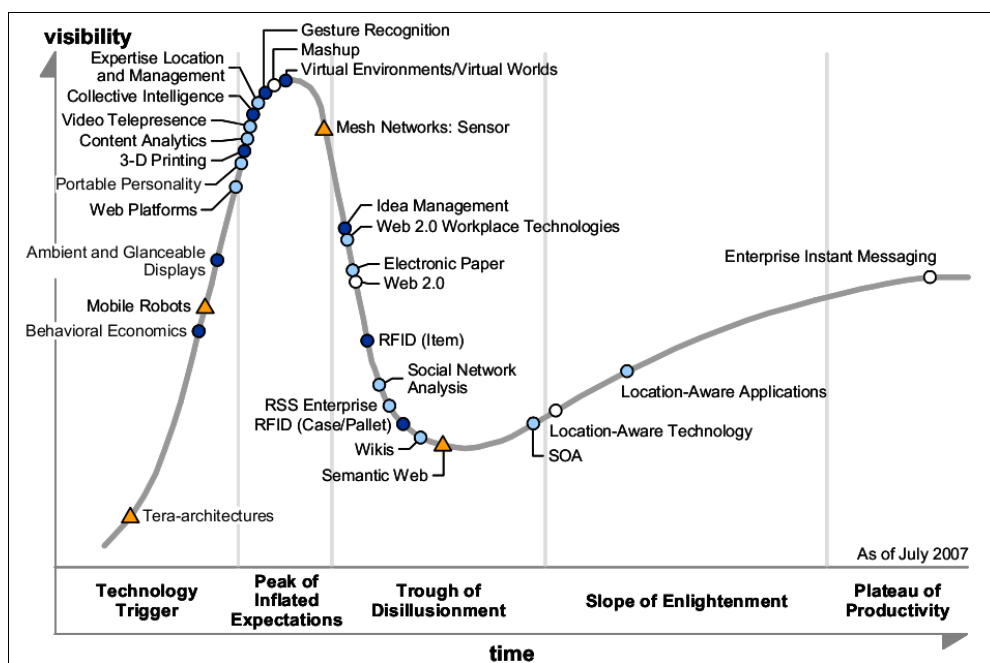 visibility
Gesture Recognition
Mashup
Virtual Environments/Virtual Worlds
Expertise Location
and Management
Collective Intelligence
Video Telepresence
Content Analytics
3-D Printing
Portable Personality
Web Platforms
Ambient and Glanceable
Displays
Mobile Robots
Behavioral Economics
Tera-architectures
Mesh Networks: Sensor
Idea Management
Web 2.0 Workplace Technologies
Electronic Paper
Web 2.0
RFID (Item)
Social Network
Analysis
RSS Enterprise
RFID (Case/Pallet)
Wikis
Semantic Web
Enterprise Instant Messaging
Location-Aware Applications
Location-Aware Technology
SOA
As of July 2007
Technology
Trigger
Peak of
Inflated
Expectations
Trough of
Disillusionment
Slope of Enlightenment
Plateau of
Productivity
time